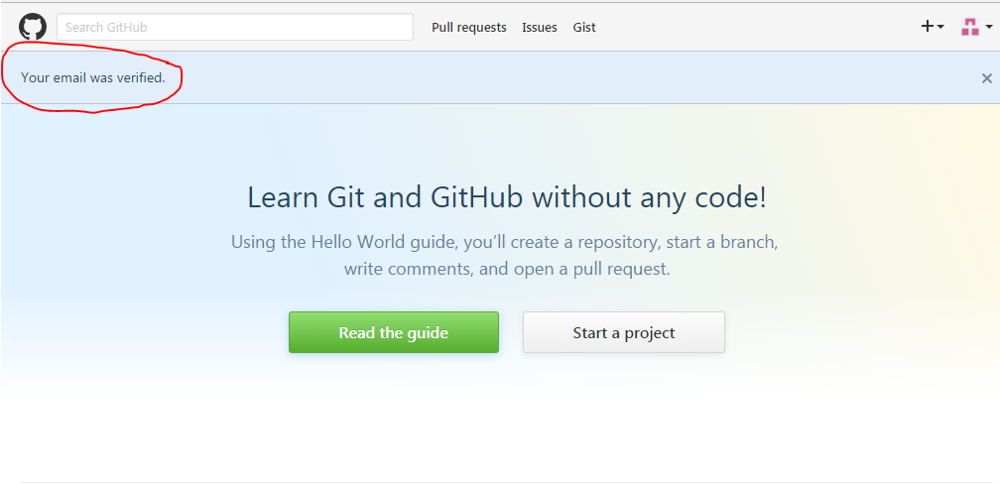 Search GitHub
Pull requests
Issues
Gist
Your email was verified.
Learn Git and GitHub without any code!
Using the Hello World guide, you’ll create a repository, start a branch,
write comments, and open a pull request.
Read the guide
Start a project